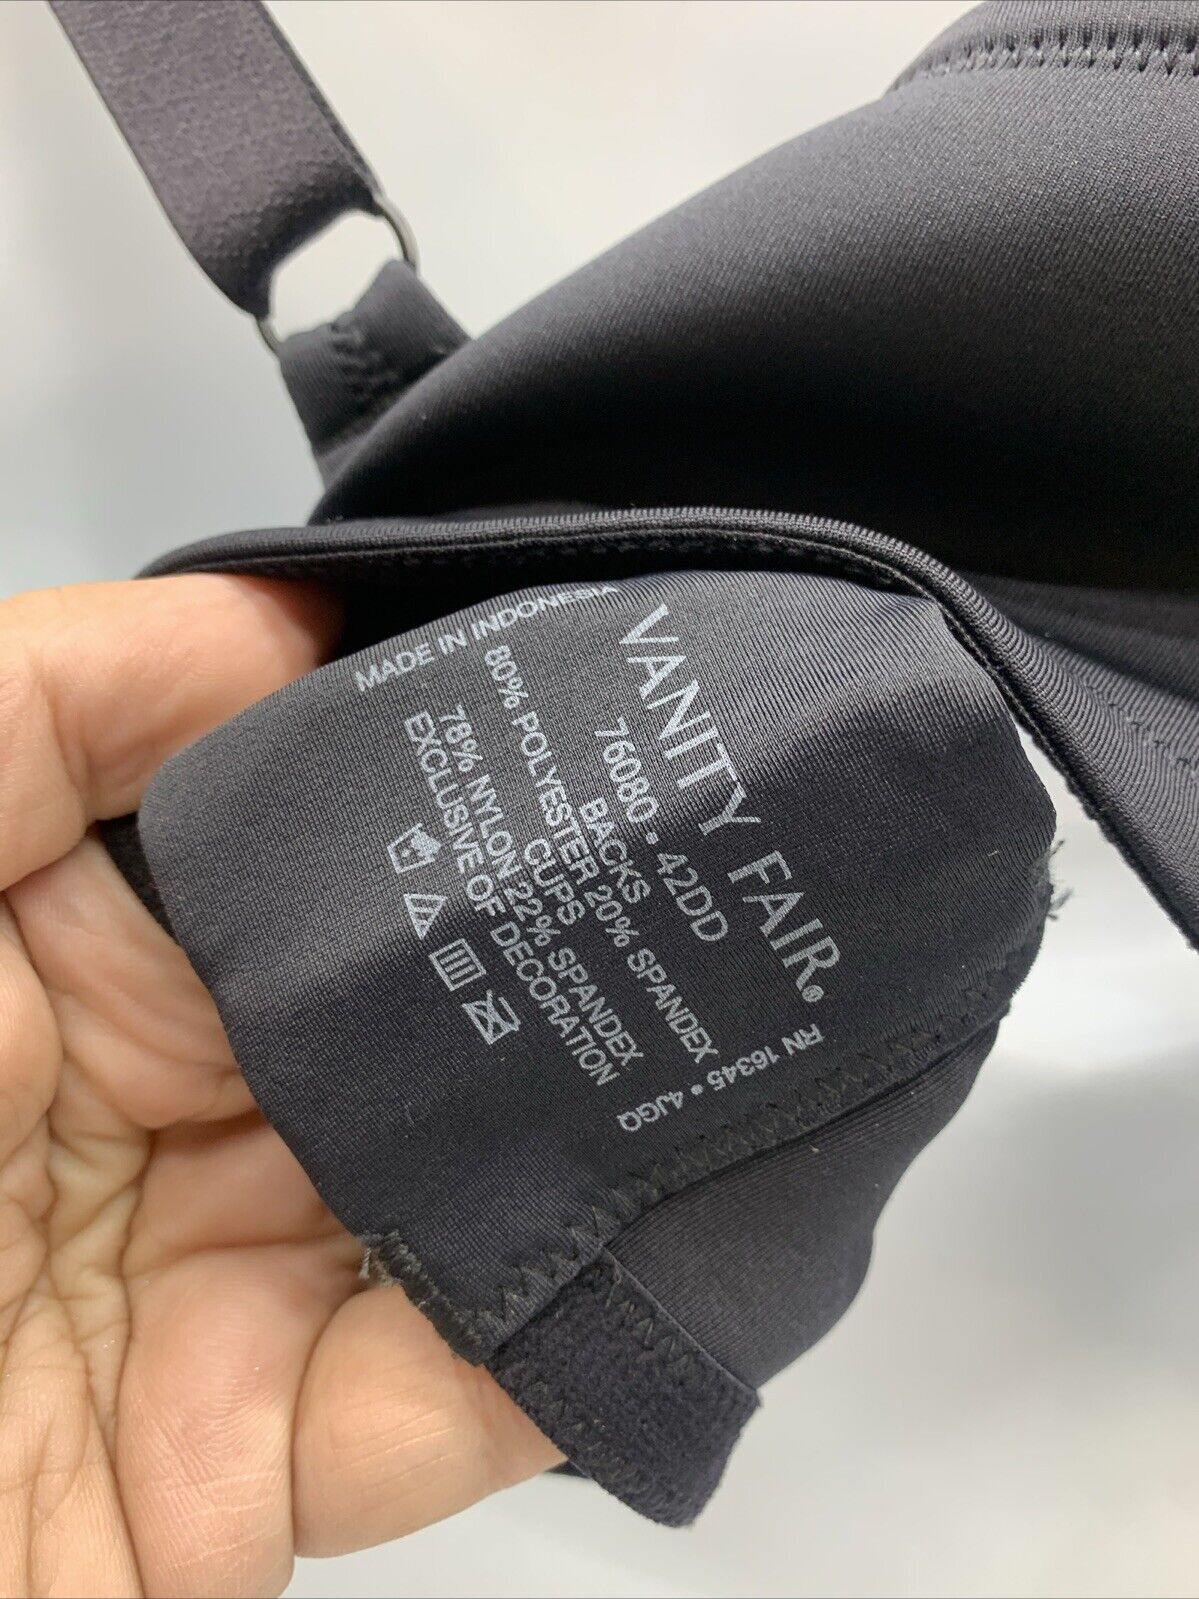 VANITY FAIR®
76080 • 42DD
BACKS
80% POLYESTER 20% SPANDEX
CUPS
78% NYLON 22% SPANDEX
EXCLUSIVE OF DECORATION
MADE IN INDONESIA
RN 16345 • 4JGQ